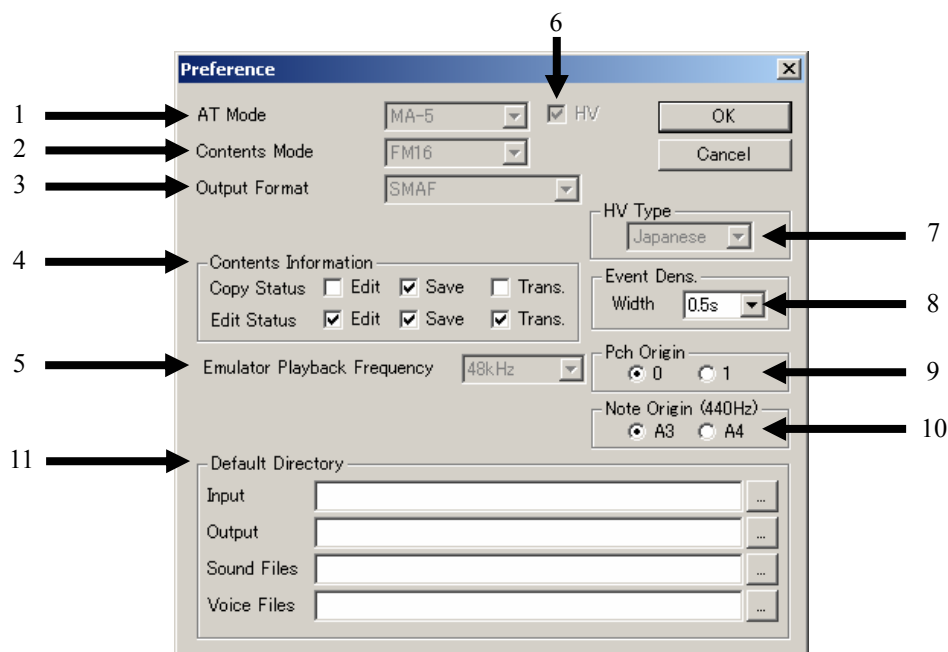 6
Preference
1 AT Mode MA-5 HV OK
2 Contents Mode FM16 Cancel
3 Output Format SMAF
HV Type
Japanese 7
4 Contents Information
Copy Status Edit Save Trans.
Edit Status Edit Save Trans.
Event Dens.
Width 0.5s 8
5 Emulator Playback Frequency 48kHz
Pch Origin
0 1 9
Note Origin (440Hz)
A3 A4 10
11 Default Directory
Input ...
Output ...
Sound Files ...
Voice Files ...